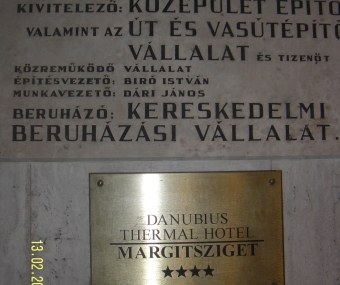 KIVITELEZŐ: KÖZÉPÜLET ÉPÍTŐ
VALAMINT AZ ÚT ÉS VASÚTÉPÍTŐ
VÁLLALAT ÉS TIZENÖT
KÖZREMŰKÖDŐ VÁLLALAT
ÉPÍTÉSVEZETŐ: BIRÓ ISTVÁN
MUNKAVEZETŐ: DÁRI JÁNOS
BERUHÁZÓ: KERESKEDELMI
BERUHÁZÁSI VÁLLALAT.
DANUBIUS
THERMAL HOTEL
MARGITSZIGET
★★★★
13.02.20